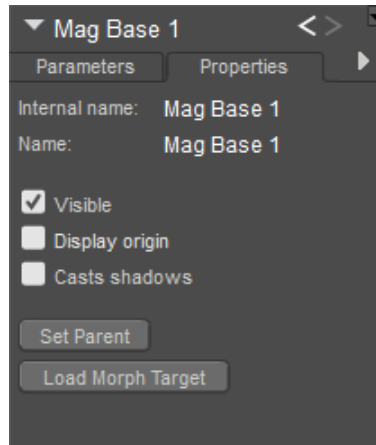 Mag Base 1
Parameters Properties
Internal name: Mag Base 1
Name: Mag Base 1
Visible
Display origin
Casts shadows
Set Parent
Load Morph Target